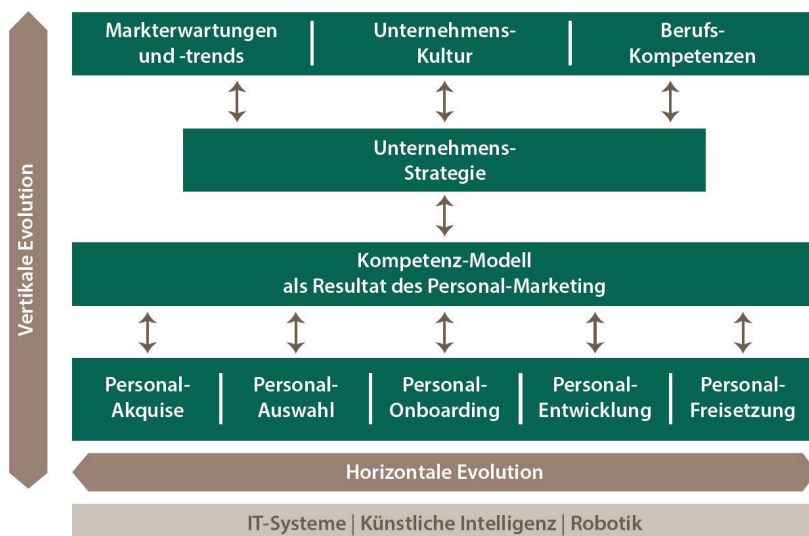 Markterwartungen
und -trends
Unternehmens-
Kultur
Berufs-
Kompetenzen
Unternehmens-
Strategie
Vertikale Evolution
Kompetenz-Modell
als Resultat des Personal-Marketing
Personal-
Akquise
Personal-
Auswahl
Personal-
Onboarding
Personal-
Entwicklung
Personal-
Freisetzung
Horizontale Evolution
IT-Systeme | Künstliche Intelligenz | Robotik